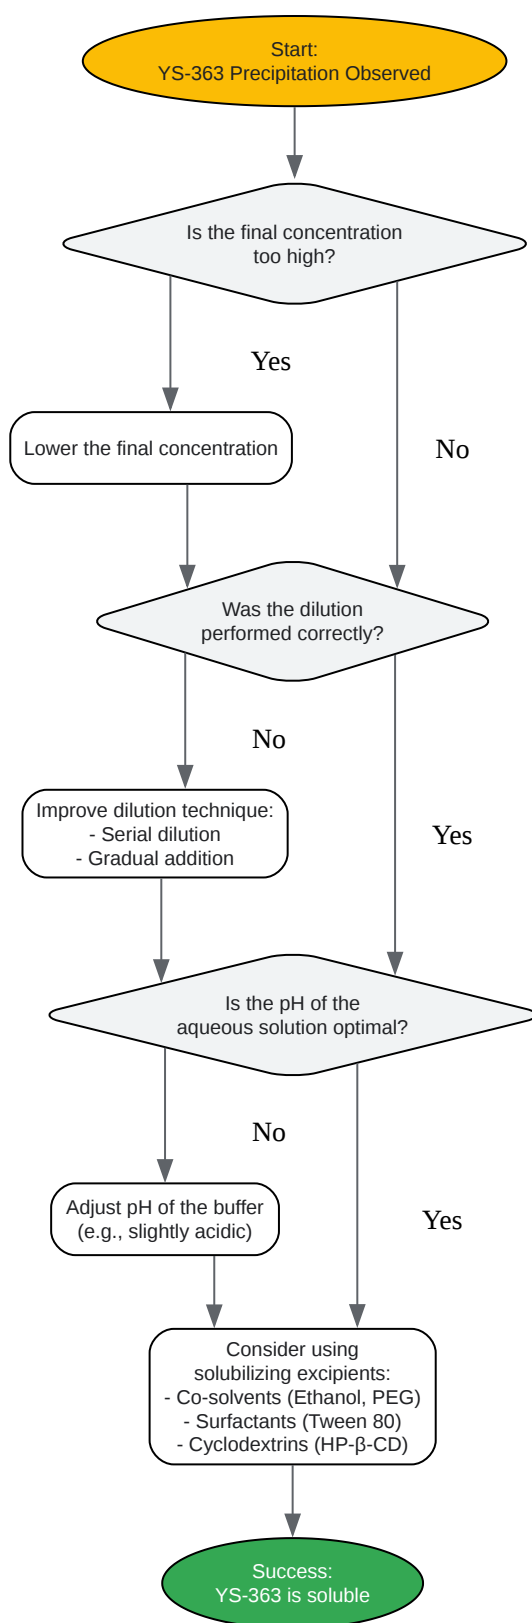 Start:
YS-363 Precipitation Observed
Is the final concentration
too high?
Yes
Lower the final concentration
No
Was the dilution
performed correctly?
No
Improve dilution technique:
- Serial dilution
- Gradual addition
Yes
Is the pH of the
aqueous solution optimal?
No
Adjust pH of the buffer
(e.g., slightly acidic)
Yes
Consider using
solubilizing excipients:
- Co-solvents (Ethanol, PEG)
- Surfactants (Tween 80)
- Cyclodextrins (HP-β-CD)
Success:
YS-363 is soluble